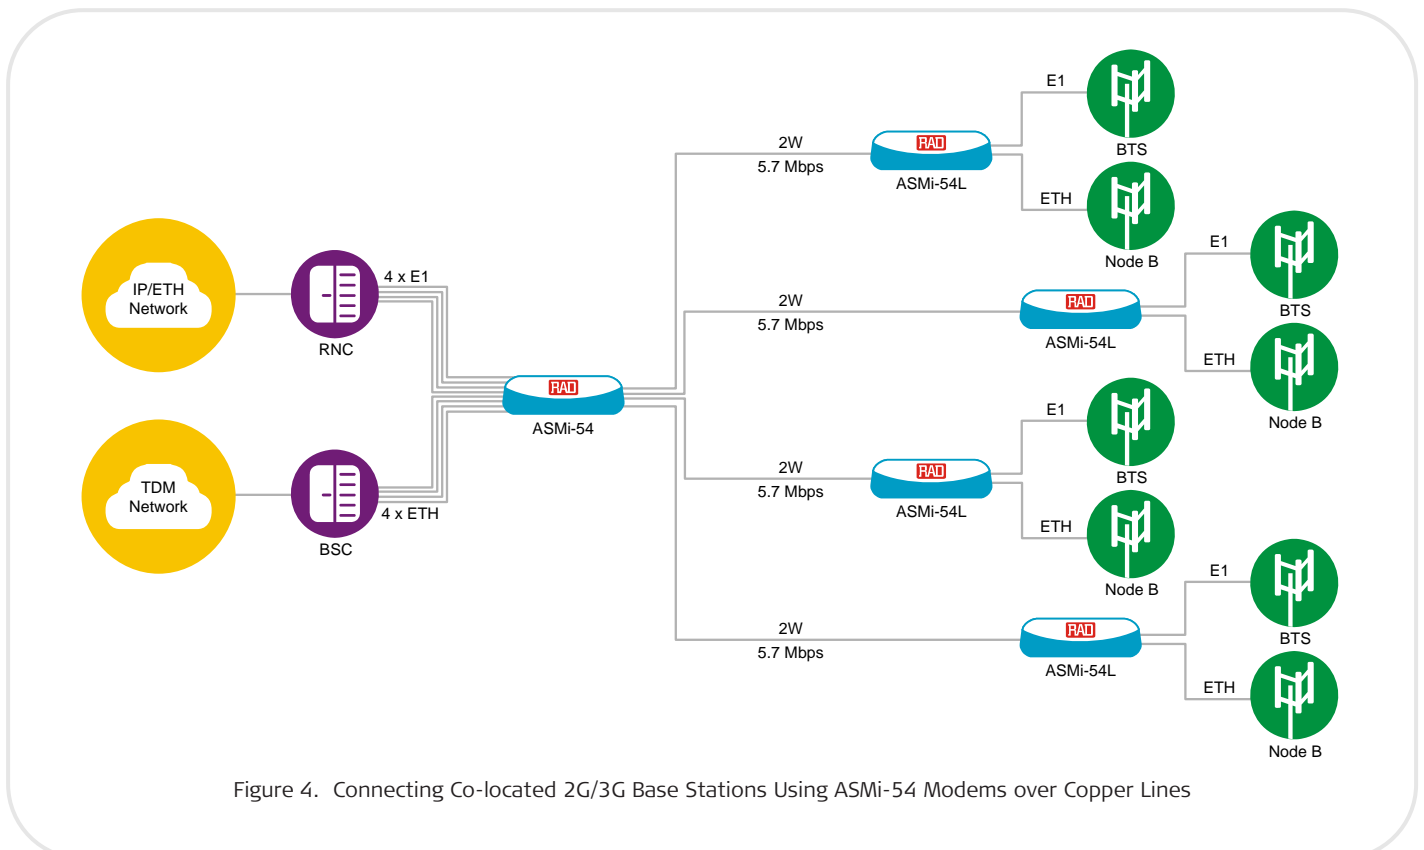 E1
BTS
2W
5.7 Mbps
RAD
ASMi-54L
ETH
Node B
E1
BTS
2W
5.7 Mbps
RAD
ASMi-54L
ETH
Node B
IP/ETH
Network
RNC
4 x E1
RAD
ASMi-54
TDM
Network
BSC
4 x ETH
E1
BTS
2W
5.7 Mbps
RAD
ASMi-54L
ETH
Node B
E1
BTS
2W
5.7 Mbps
RAD
ASMi-54L
ETH
Node B
Figure 4. Connecting Co-located 2G/3G Base Stations Using ASMi-54 Modems over Copper Lines